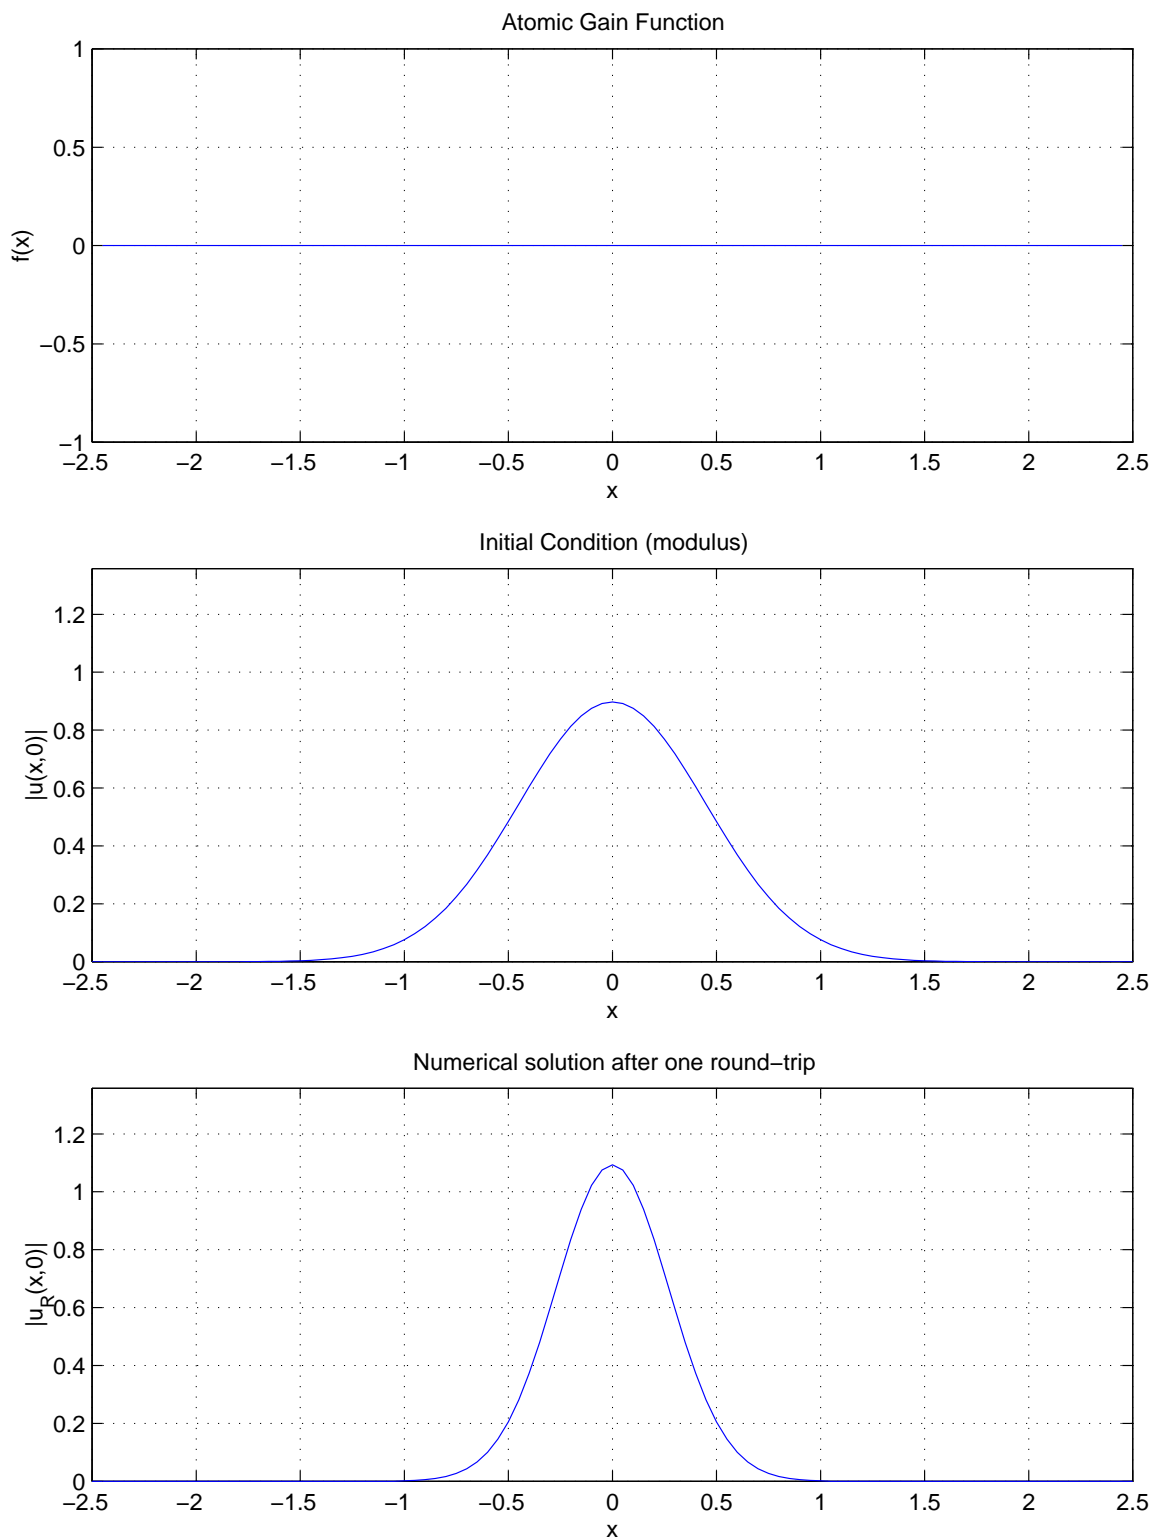 Atomic Gain Function
1
0.5
0
−0.5
−1
f(x)
−2.5 −2 −1.5 −1 −0.5 0 0.5 1 1.5 2 2.5
x
Initial Condition (modulus)
1.2
1
0.8
0.6
0.4
0.2
0
|u(x,0)|
−2.5 −2 −1.5 −1 −0.5 0 0.5 1 1.5 2 2.5
x
Numerical solution after one round−trip
1.2
1
0.8
0.6
0.4
0.2
0
|u_R(x,0)|
−2.5 −2 −1.5 −1 −0.5 0 0.5 1 1.5 2 2.5
x